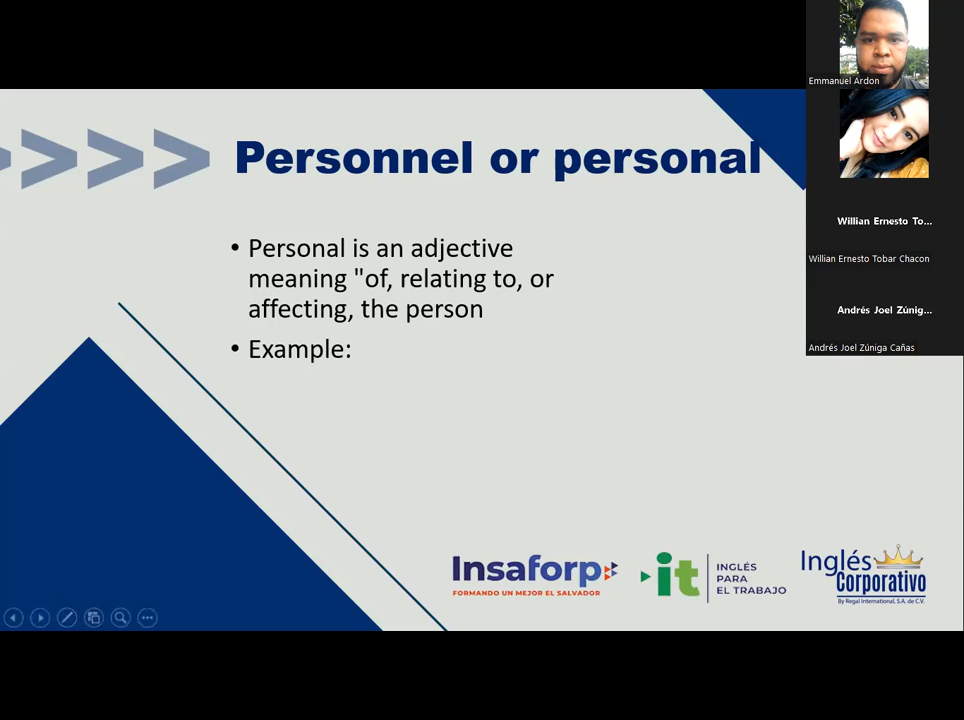 Personnel or personal
• Personal is an adjective
meaning "of, relating to, or
affecting, the person
• Example:
Insaforp
FORMANDO UN MEJOR EL SALVADOR
it
INGLÉS
PARA
EL TRABAJO
Inglés
Corporativo
By Regal International, S.A. de C.V.
Emmanuel Ardon
Willian Ernesto To...
Willian Ernesto Tobar Chacon
Andrés Joel Zúnig...
Andrés Joel Zúniga Cañas